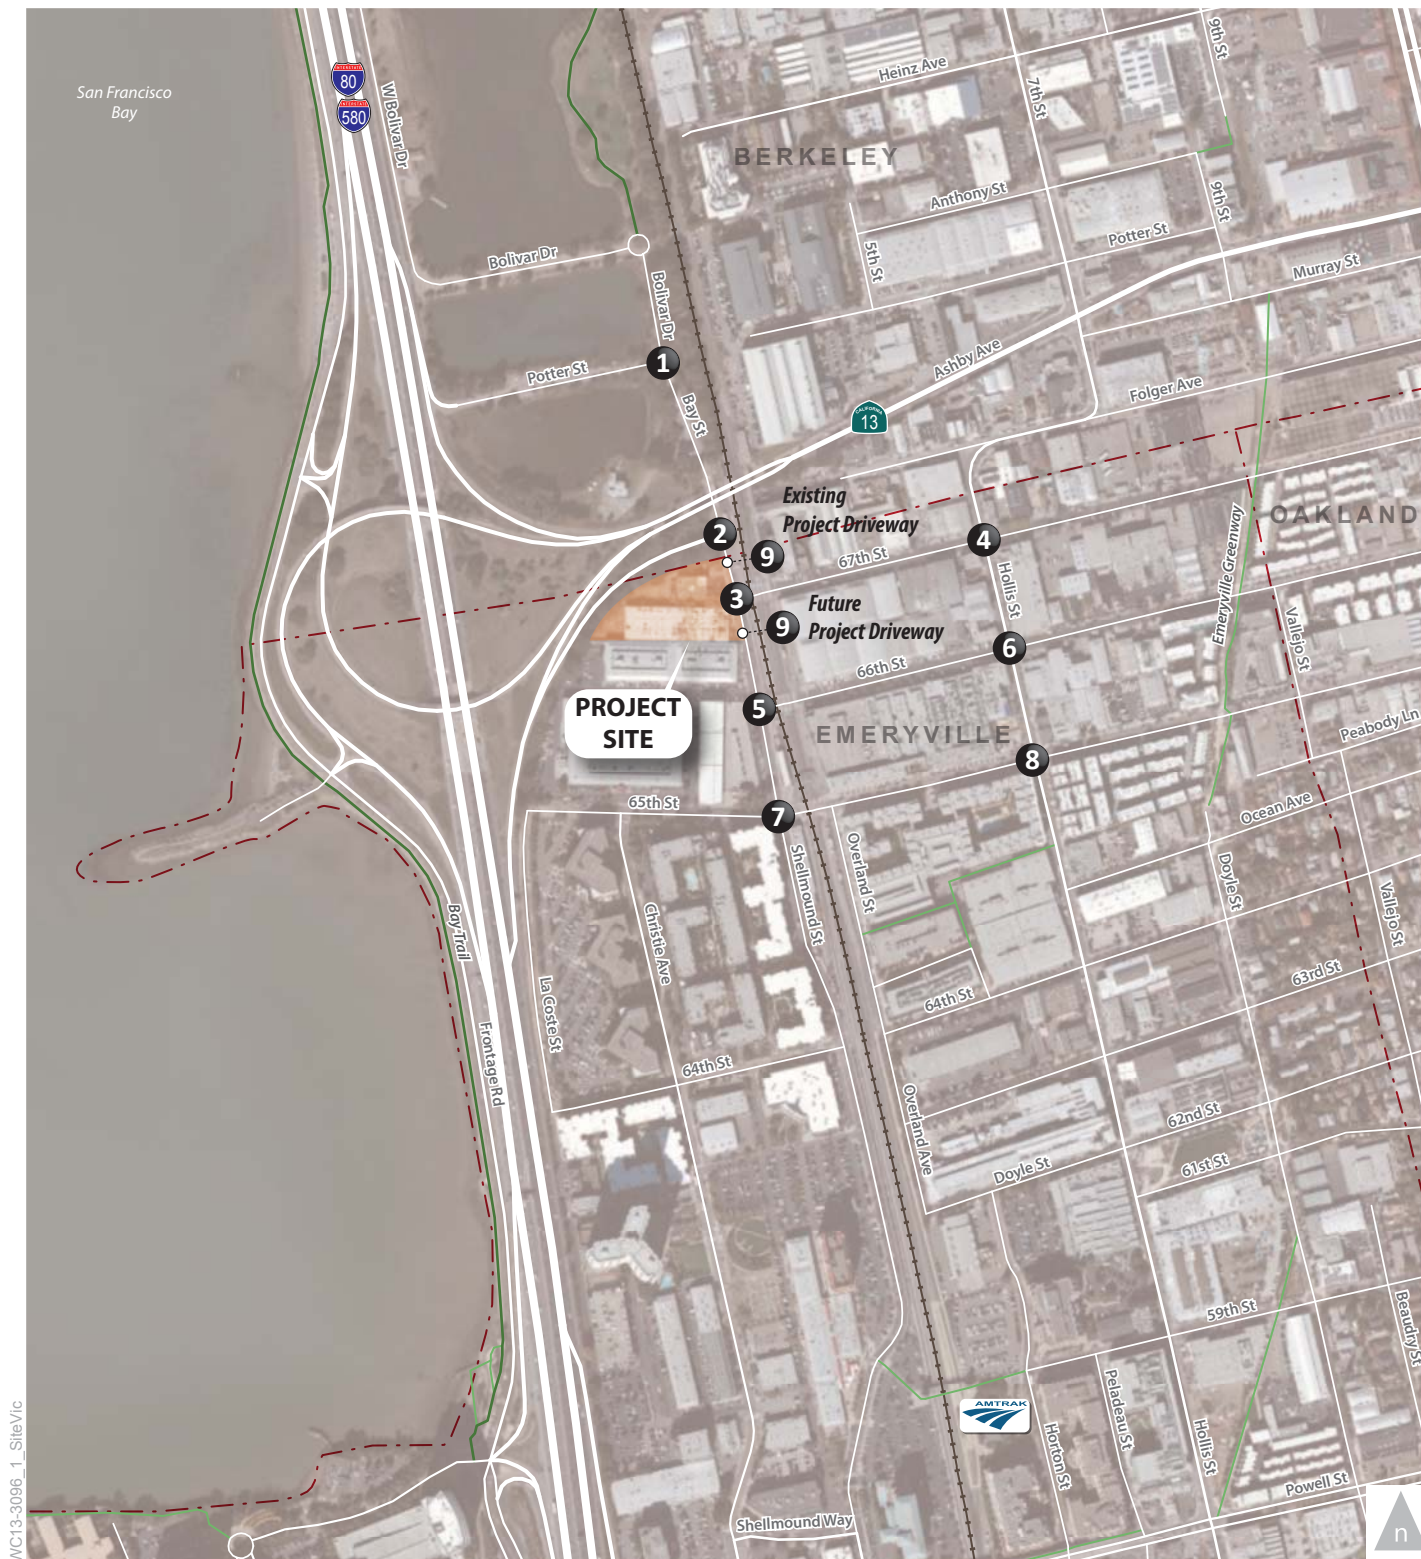 San Francisco
Bay
INTERSTATE
80
INTERSTATE
580
W Bolivar Dr
Heinz Ave
7th St
9th St
BERKELEY
Anthony St
9th St
5th St
Potter St
Bolivar Dr
Bolivar Dr
Murray St
1
Potter St
Bay St
Ashby Ave
CALIFORNIA
13
Folger Ave
Existing
Project Driveway
2
9
67th St
4
OAKLAND
Emeryville Greenway
Hollis St
3
Future
Project Driveway
9
6
66th St
Vallejo St
PROJECT
SITE
5
EMERYVILLE
Peabody Ln
8
65th St
7
Ocean Ave
Shellmound St
Overland St
Doyle St
Vallejo St
Bay Trail
Christie Ave
63rd St
La Coste St
64th St
Frontage Rd
64th St
Overland Ave
62nd St
61st St
Doyle St
59th St
Beaudry St
AMTRAK
Peladeau St
Horton St
Hollis St
Powell St
Shellmound Way
WC13-3096_1_SiteVic
n